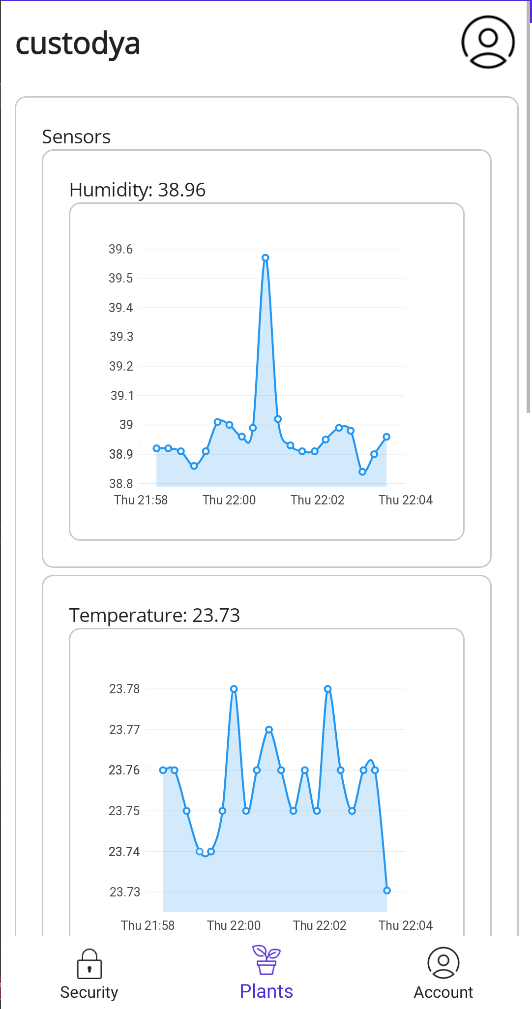 custodya
Sensors
Humidity: 38.96
39.6
39.5
39.4
39.3
39.2
39.1
39
38.9
38.8
Thu 21:58 Thu 22:00 Thu 22:02 Thu 22:04
Temperature: 23.73
23.78
23.77
23.76
23.75
23.74
23.73
Thu 21:58 Thu 22:00 Thu 22:02 Thu 22:04
Security Plants Account